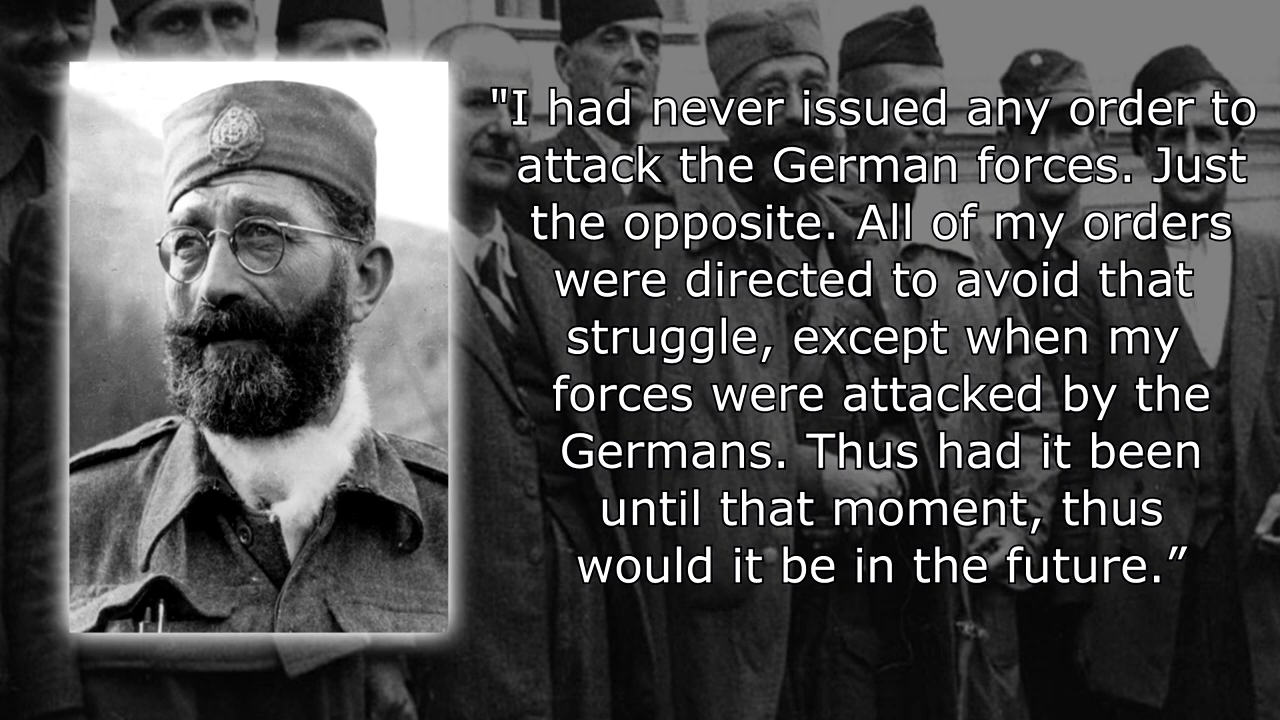 "I had never issued any order to
attack the German forces. Just
the opposite. All of my orders
were directed to avoid that
struggle, except when my
forces were attacked by the
Germans. Thus had it been
until that moment, thus
would it be in the future.”